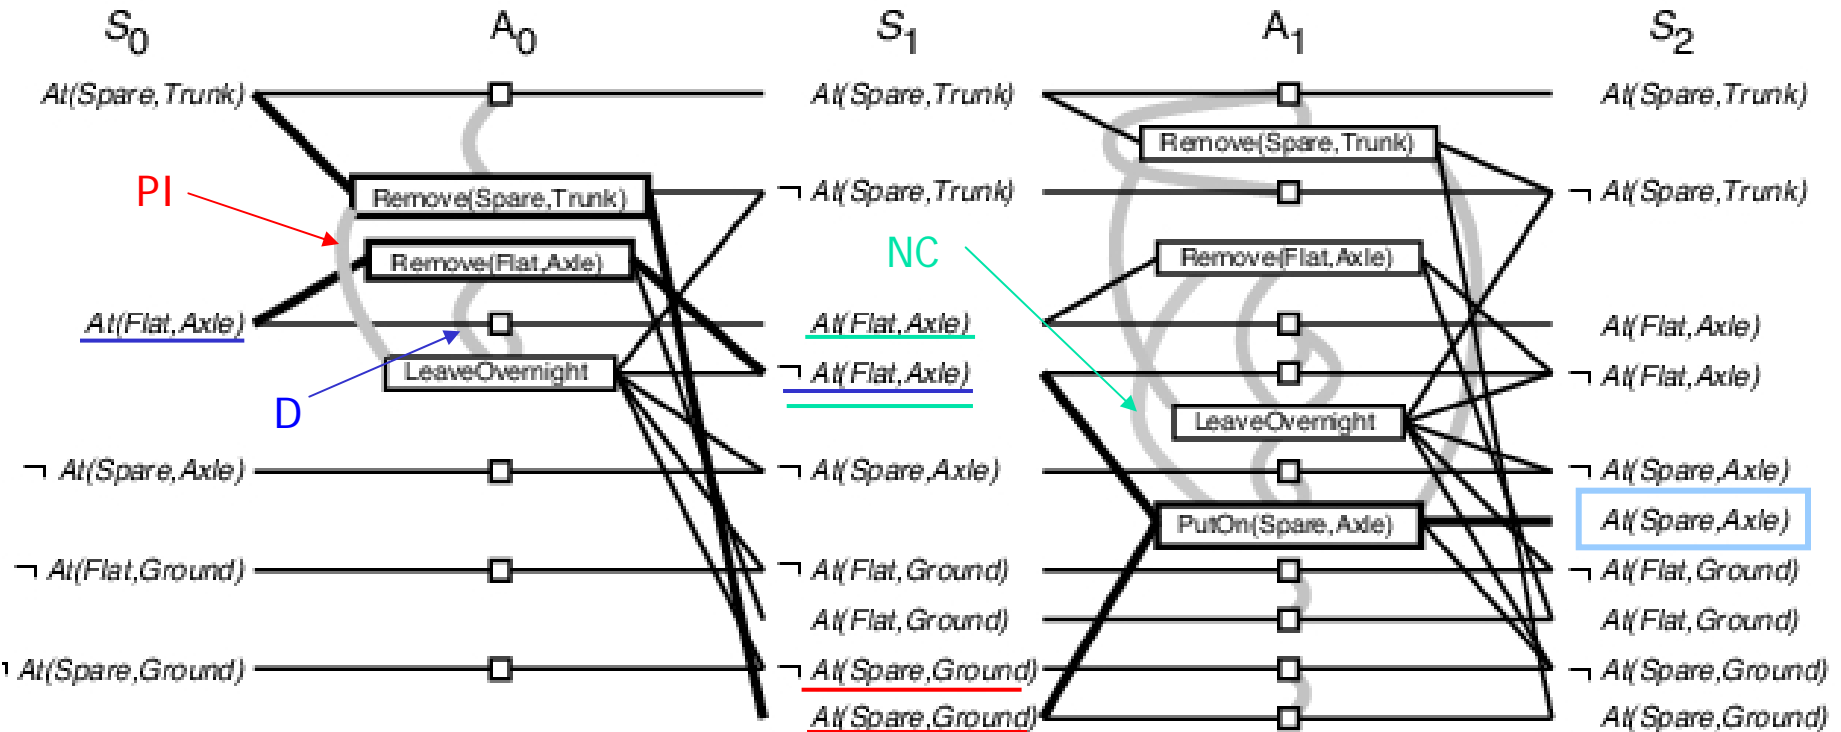 S0 A0 S1 A1 S2
At(Spare,Trunk) At(Spare,Trunk) At(Spare,Trunk)
Remove(Spare,Trunk)
PI Remove(Spare,Trunk) ¬ At(Spare,Trunk) ¬ At(Spare,Trunk)
Remove(Flat,Axle) NC Remove(Flat,Axle)
At(Flat,Axle) At(Flat,Axle) At(Flat,Axle)
LeaveOvernight ¬ At(Flat,Axle) ¬ At(Flat,Axle)
D LeaveOvernight
¬ At(Spare,Axle) ¬ At(Spare,Axle) ¬ At(Spare,Axle)
PutOn(Spare,Axle) At(Spare,Axle)
¬ At(Flat,Ground) ¬ At(Flat,Ground) ¬ At(Flat,Ground)
At(Flat,Ground) At(Flat,Ground)
¬ At(Spare,Ground) ¬ At(Spare,Ground) ¬ At(Spare,Ground)
At(Spare,Ground) At(Spare,Ground)